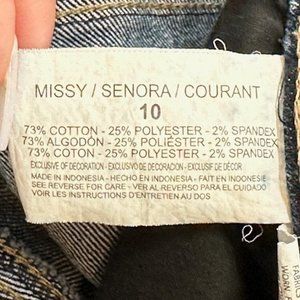 MISSY / SENORA / COURANT
10
73% COTTON - 25% POLYESTER - 2% SPANDEX
73% ALGODÓN - 25% POLIÉSTER - 2% SPANDEX
73% COTON - 25% POLYESTER - 2% SPANDEX
EXCLUSIVE OF DECORATION - EXCLUSIVO DE DECORACIÓN - EXCLUSIF DE DÉCOR
MADE IN INDONESIA - HECHO EN INDONESIA - FAIT EN INDONESIE
SEE REVERSE FOR CARE - VER AL REVERSO PARA EL CUIDADO
VOIR LES INSTRUCTIONS D'ENTRETIEN AU DOS
WORN